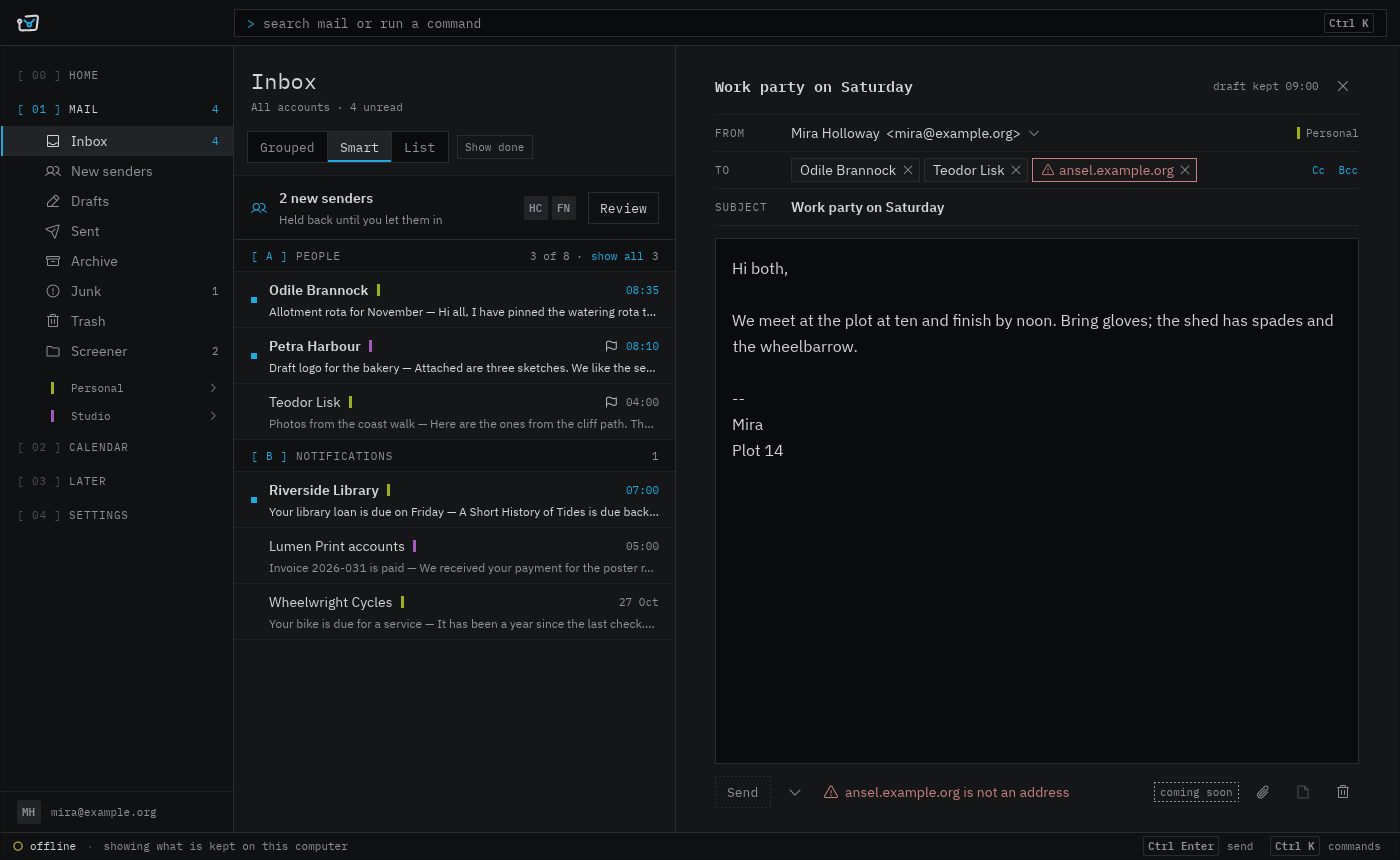 > search mail or run a command
Ctrl K
[ 00 ] HOME
[ 01 ] MAIL 4
Inbox 4
New senders
Drafts
Sent
Archive
Junk 1
Trash
Screener 2
Personal
Studio
[ 02 ] CALENDAR
[ 03 ] LATER
[ 04 ] SETTINGS
MH mira@example.org
Inbox
All accounts · 4 unread
Grouped Smart List Show done
2 new senders
Held back until you let them in
HC FN Review
[ A ] PEOPLE 3 of 8 · show all 3
Odile Brannock 08:35
Allotment rota for November — Hi all, I have pinned the watering rota t…
Petra Harbour 08:10
Draft logo for the bakery — Attached are three sketches. We like the se…
Teodor Lisk 04:00
Photos from the coast walk — Here are the ones from the cliff path. Th…
[ B ] NOTIFICATIONS 1
Riverside Library 07:00
Your library loan is due on Friday — A Short History of Tides is due back…
Lumen Print accounts 05:00
Invoice 2026-031 is paid — We received your payment for the poster r…
Wheelwright Cycles 27 Oct
Your bike is due for a service — It has been a year since the last check.…
Work party on Saturday draft kept 09:00
FROM Mira Holloway <mira@example.org> Personal
TO Odile Brannock Teodor Lisk ansel.example.org Cc Bcc
SUBJECT Work party on Saturday
Hi both,
We meet at the plot at ten and finish by noon. Bring gloves; the shed has spades and
the wheelbarrow.
--
Mira
Plot 14
Send ansel.example.org is not an address coming soon
offline · showing what is kept on this computer
Ctrl Enter send Ctrl K commands